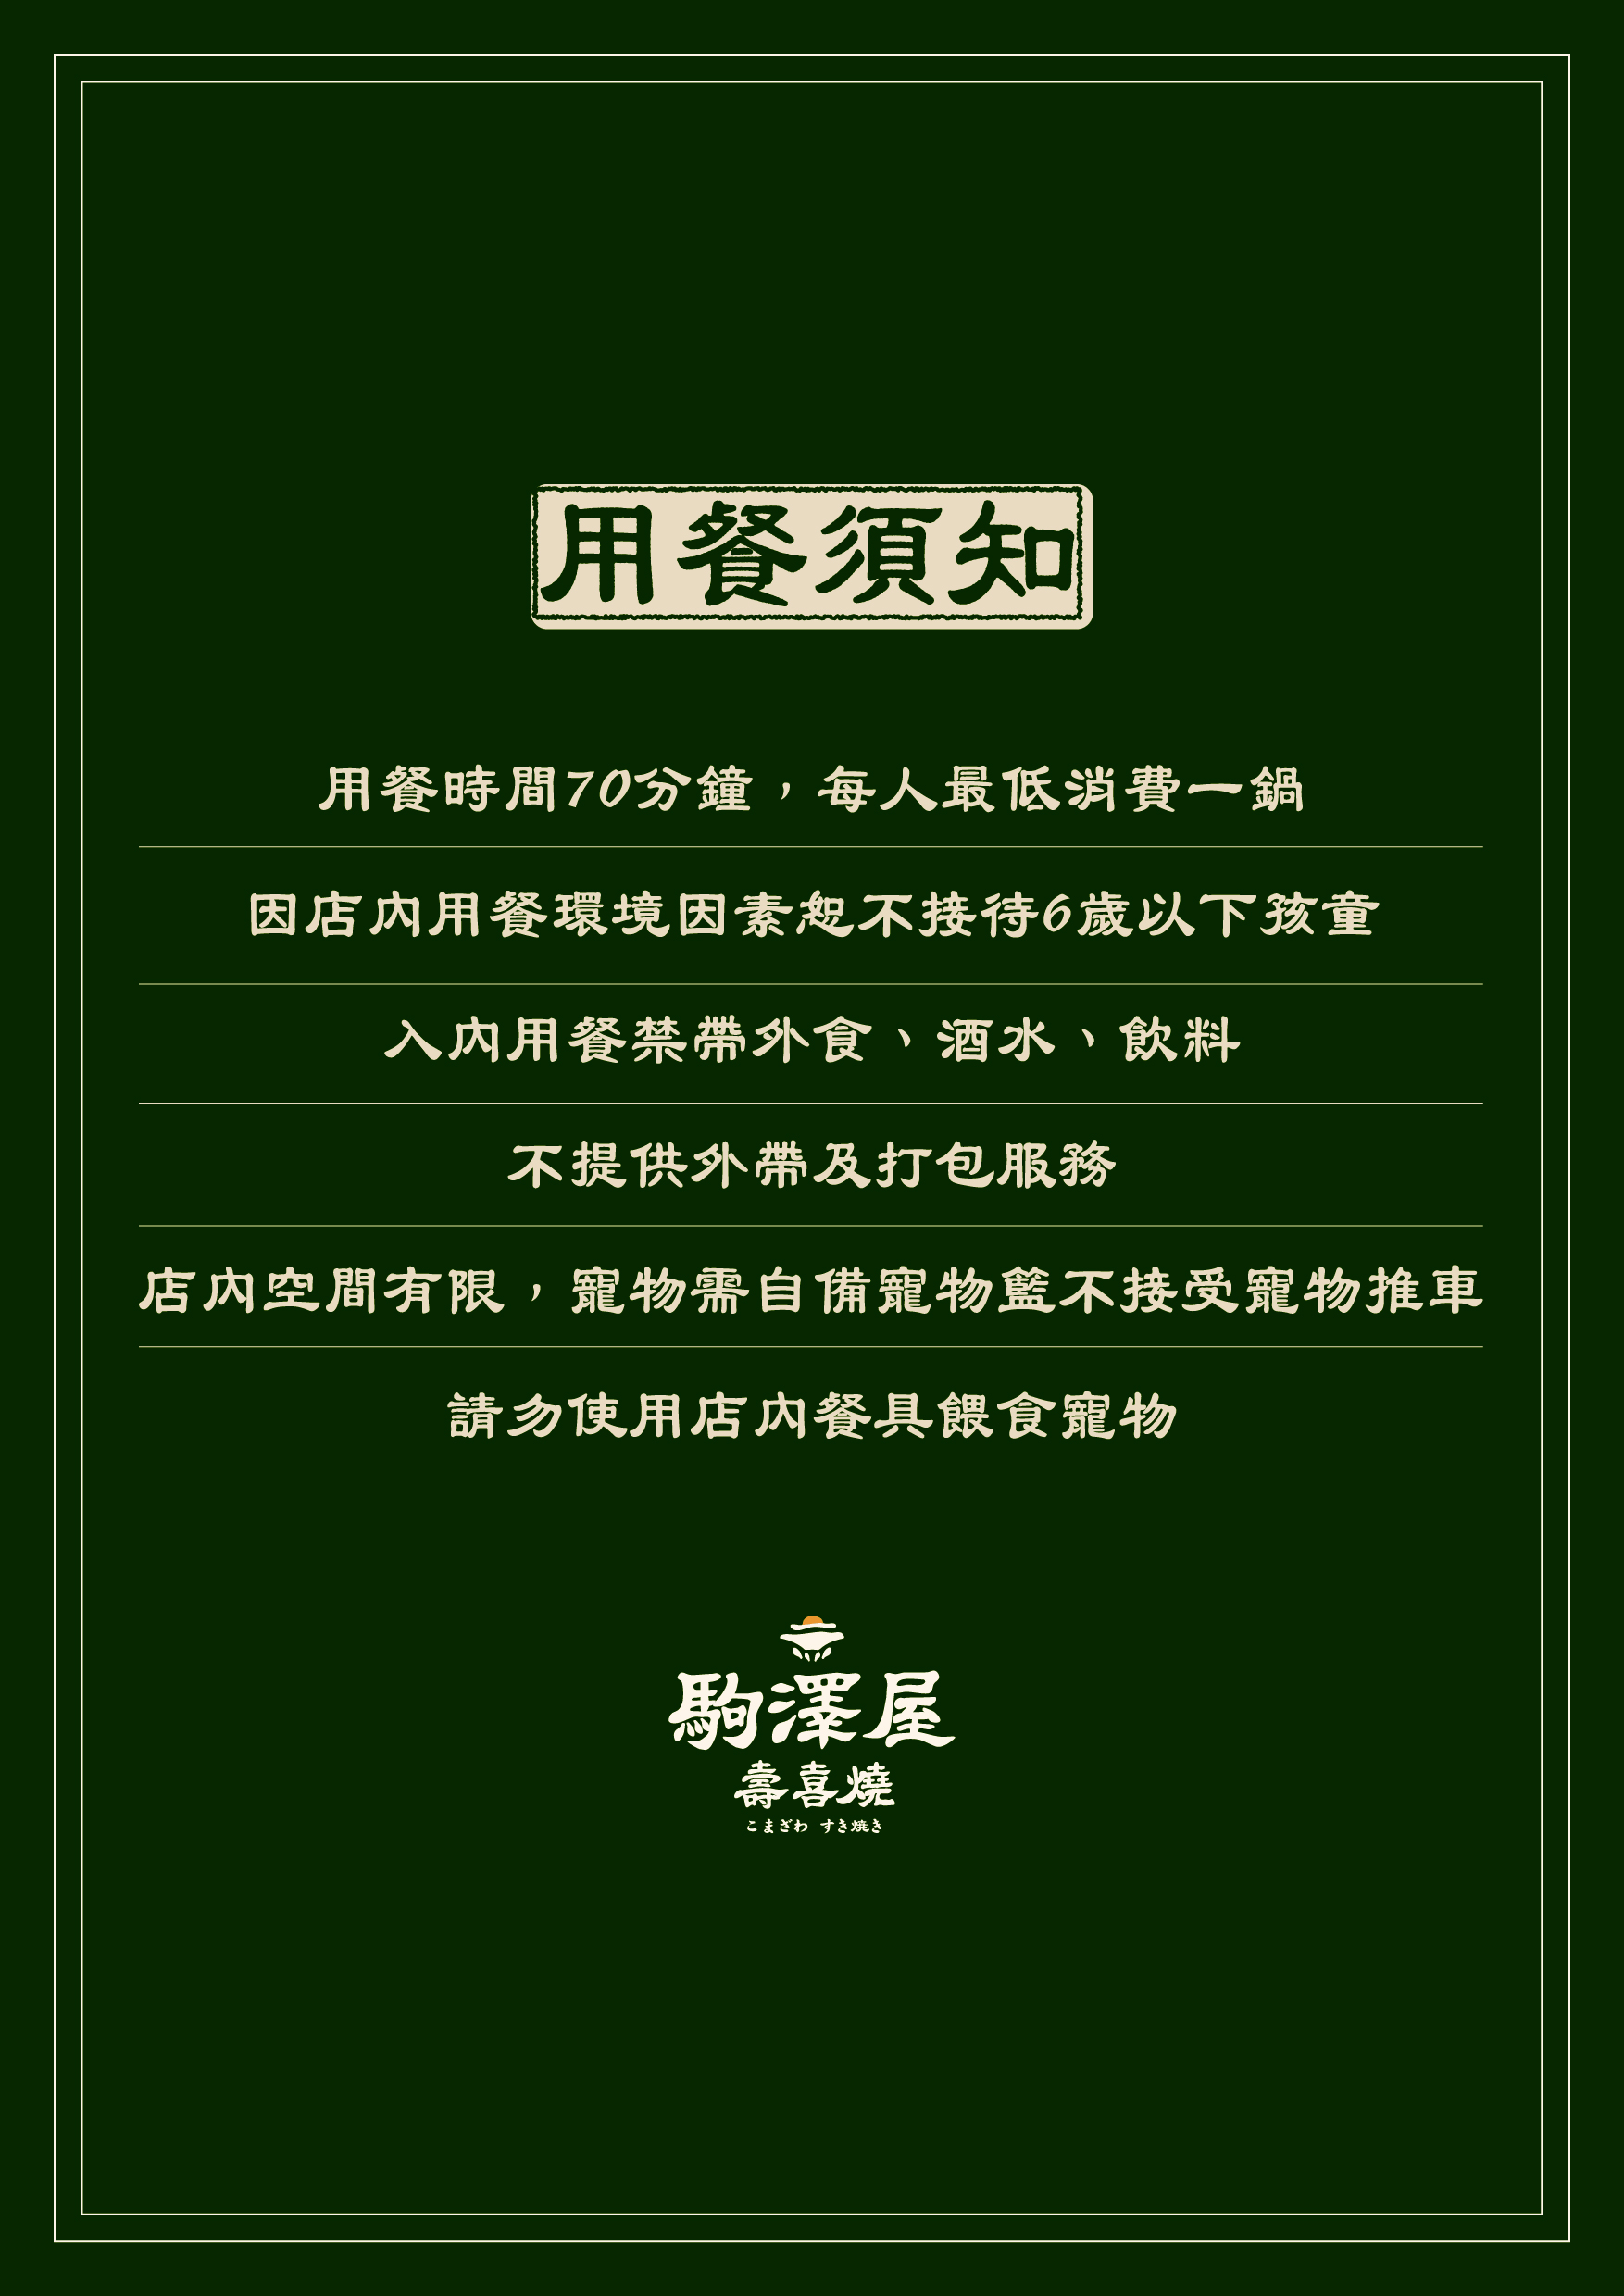 用餐須知
用餐時間70分鐘，每人最低消費一鍋
因店內用餐環境因素恕不接待6歲以下孩童
入內用餐禁帶外食、酒水、飲料
不提供外帶及打包服務
店內空間有限，寵物需自備寵物籃不接受寵物推車
請勿使用店內餐具餵食寵物
駒澤屋
壽喜燒
こまざわ すき焼き